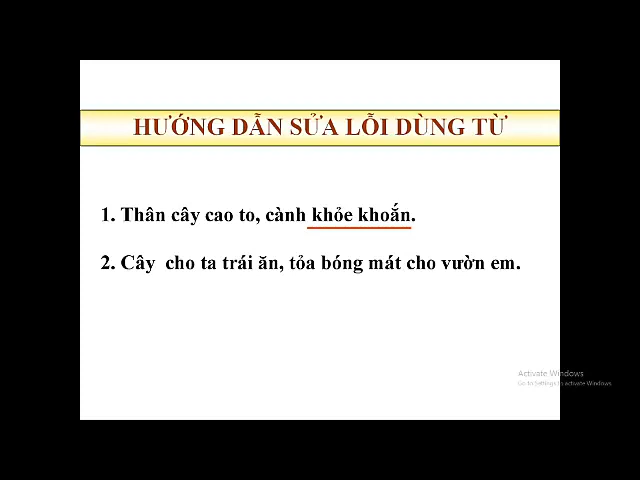 HƯỚNG DẪN SỬA LỖI DÙNG TỪ
1. Thân cây cao to, cành khỏe khoắn.
2. Cây cho ta trái ăn, tỏa bóng mát cho vườn em.
Activate Windows
Go to Settings to activate Windows.